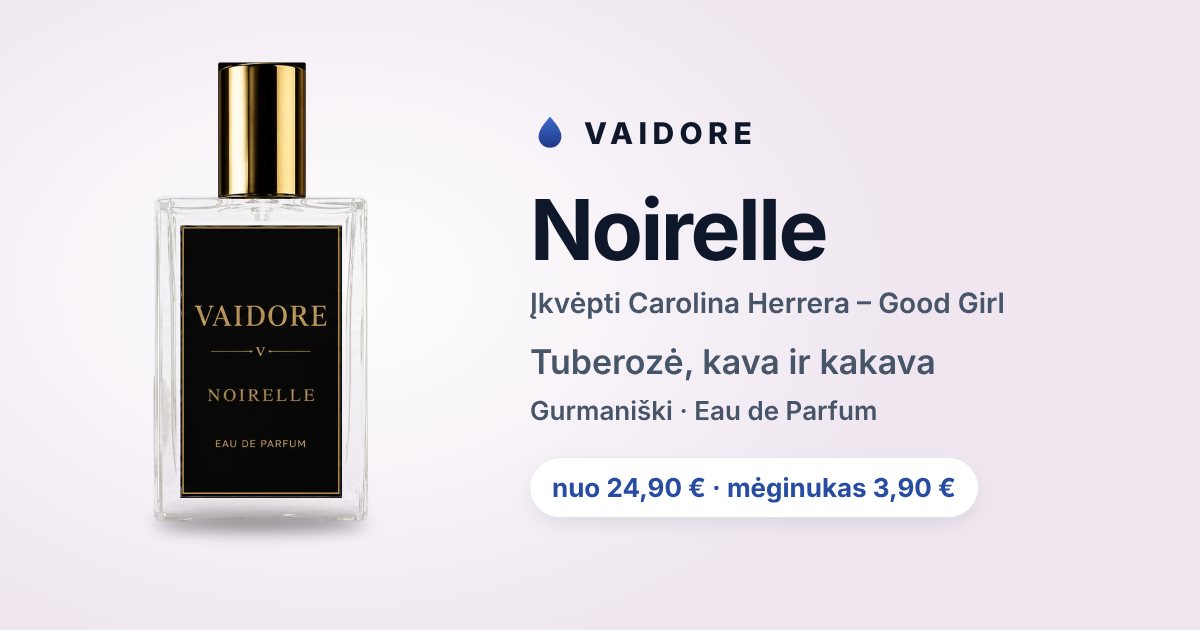 VAIDORE
V
NOIRELLE
EAU DE PARFUM
VAIDORE
Noirelle
Įkvėpti Carolina Herrera – Good Girl
Tuberozė, kava ir kakava
Gurmaniški · Eau de Parfum
nuo 24,90 € · mėginukas 3,90 €